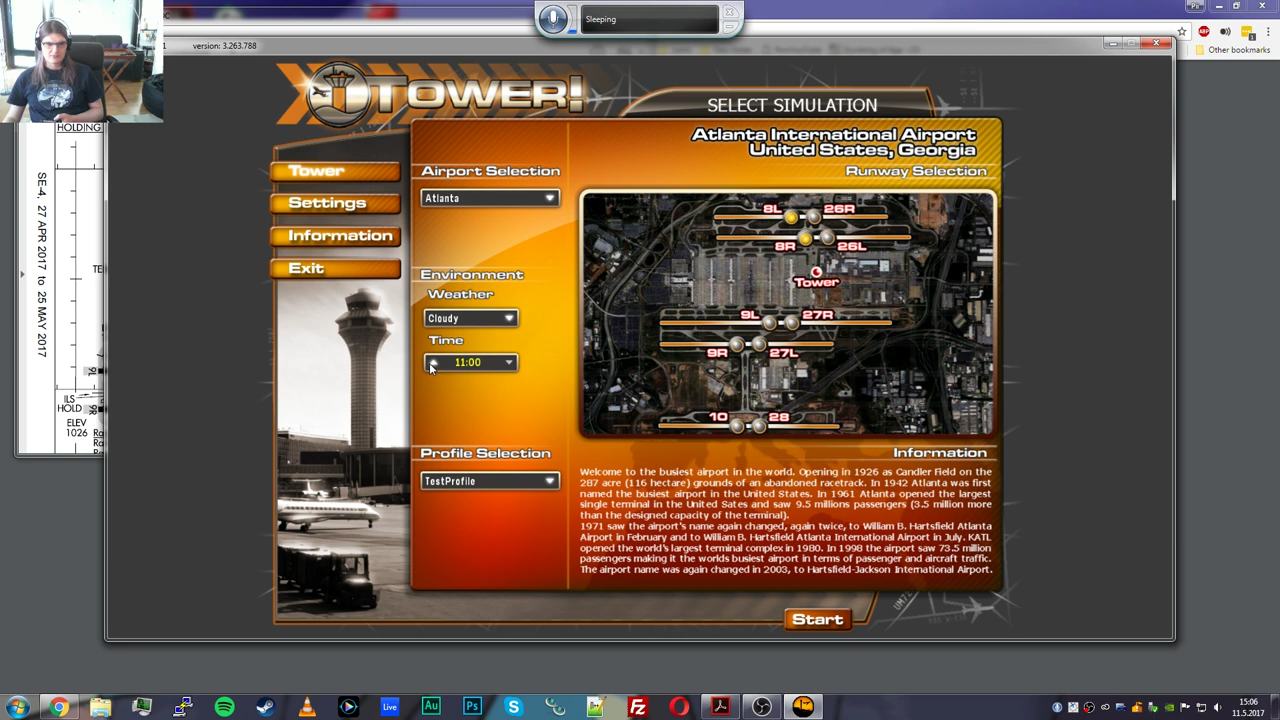 Sleeping
version: 3.263.788
Other bookmarks
TOWER!
SELECT SIMULATION
Atlanta International Airport
United States, Georgia
Runway Selection
Tower
Settings
Information
Exit
Airport Selection
Atlanta
Environment
Weather
Cloudy
Time
11:00
Profile Selection
TestProfile
8L 26R
8R 26L
Tower
9L 27R
9R 27L
10 28
Information
Welcome to the busiest airport in the world. Opening in 1926 as Candler Field on the
287 acre (116 hectare) grounds of an abandoned racetrack. In 1942 Atlanta was first
named the busiest airport in the United States. In 1961 Atlanta opened the largest
single terminal in the United Sates and saw 9.5 millions passengers (3.5 million more
than the designed capacity of the terminal).
1971 saw the airport's name again changed, again twice, to William B. Hartsfield Atlanta
Airport in February and to William B. Hartsfield Atlanta International Airport in July. KATL
opened the world's largest terminal complex in 1980. In 1998 the airport saw 73.5 million
passengers making it the worlds busiest airport in terms of passenger and aircraft traffic.
The airport name was again changed in 2003, to Hartsfield-Jackson International Airport.
Start
HOLDING
SE-4, 27 APR 2017 to 25 MAY 2017
TE
9L
ILS
HOLD
9R
ELEV
1026
Ra
Ra
Ra
Live
Au
Ps
Fz
15:06
11.5.2017